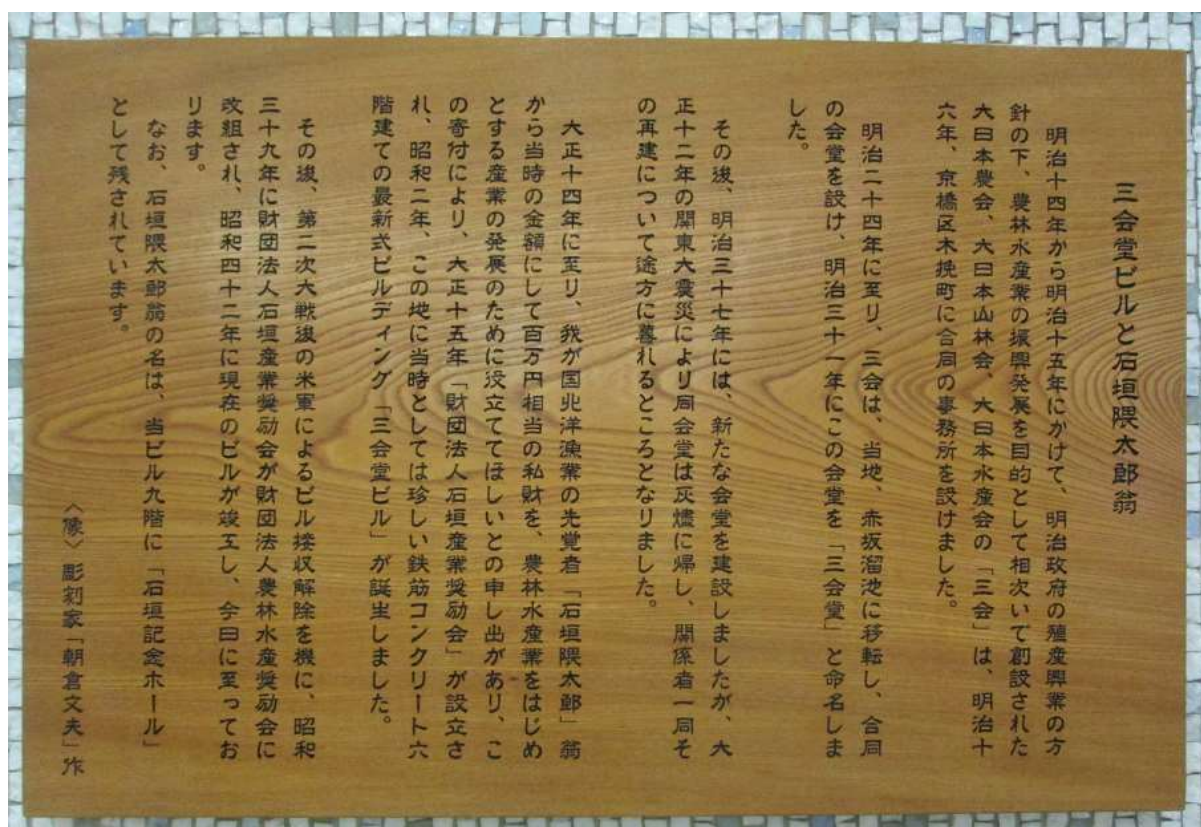 三会堂ビルと石垣隈太郎翁
明治十四年から明治十五年にかけて、明治政府の殖産興業の方
針の下、農林水産業の振興発展を目的として相次いで創設された
大日本農会、大日本山林会、大日本水産会の「三会」は、明治十
六年、京橋区木挽町に合同の事務所を設けました。
明治二十四年に至り、三会は、当地、赤坂溜池に移転し、合同
の会堂を設け、明治三十一年にこの会堂を「三会堂」と命名しま
した。
その後、明治三十七年には、新たな会堂を建設しましたが、大
正十二年の関東大震災により同会堂は灰燼に帰し、関係者一同そ
の再建について途方に暮れるところとなりました。
大正十四年に至り、我が国北洋漁業の先覚者「石垣隈太郎」翁
から当時の金額にして百万円相当の私財を、農林水産業をはじめ
とする産業の発展のために役立ててほしいとの申し出があり、こ
の寄付により、大正十五年「財団法人石垣産業奨励会」が設立さ
れ、昭和二年、この地に当時としては珍しい鉄筋コンクリート六
階建ての最新式ビルディング「三会堂ビル」が誕生しました。
その後、第二次大戦後の米軍によるビル接収解除を機に、昭和
三十九年に財団法人石垣産業奨励会が財団法人農林水産奨励会に
改組され、昭和四十二年に現在のビルが竣工し、今日に至ってお
ります。
なお、石垣隈太郎翁の名は、当ビル九階に「石垣記念ホール」
として残されています。
〈像〉彫刻家「朝倉文夫」作